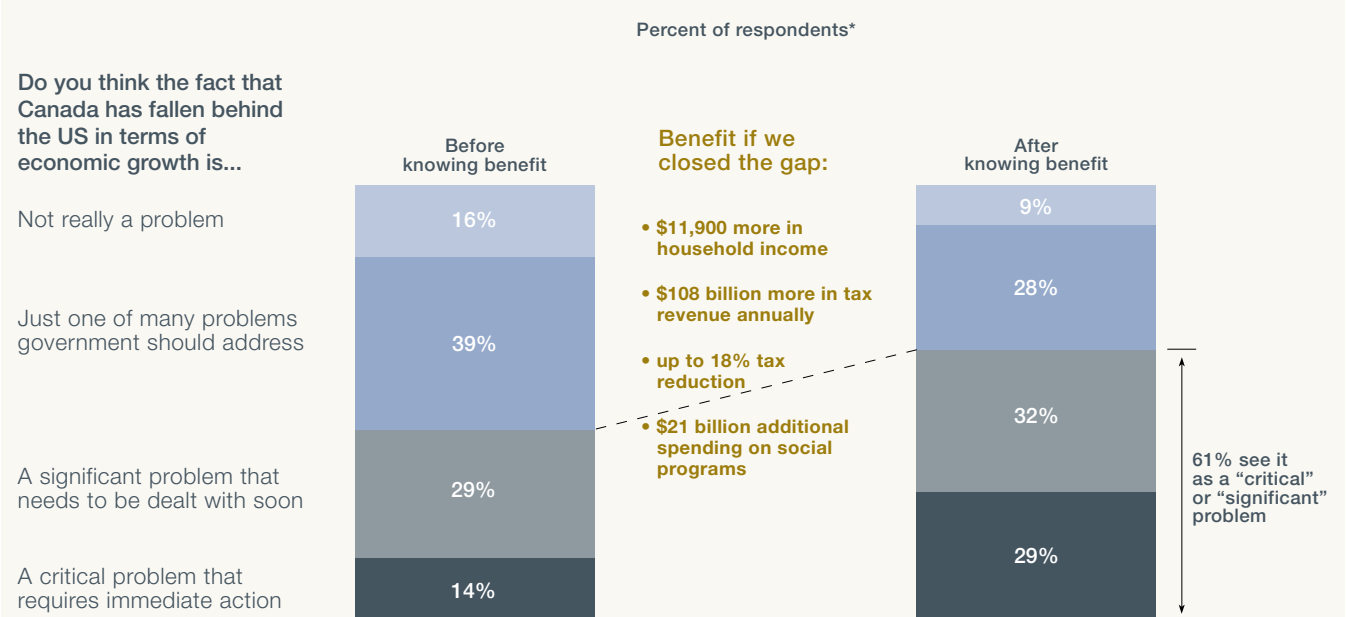 Percent of respondents*
Do you think the fact that
Canada has fallen behind
the US in terms of
economic growth is...
Before
knowing benefit
Benefit if we
closed the gap:
After
knowing benefit
Not really a problem
16%
• $11,900 more in
household income
9%
Just one of many problems
government should address
39%
• $108 billion more in tax
revenue annually
28%
• up to 18% tax
reduction
A significant problem that
needs to be dealt with soon
29%
• $21 billion additional
spending on social
programs
32%
61% see it
as a “critical”
or “significant”
problem
A critical problem that
requires immediate action
14%
29%